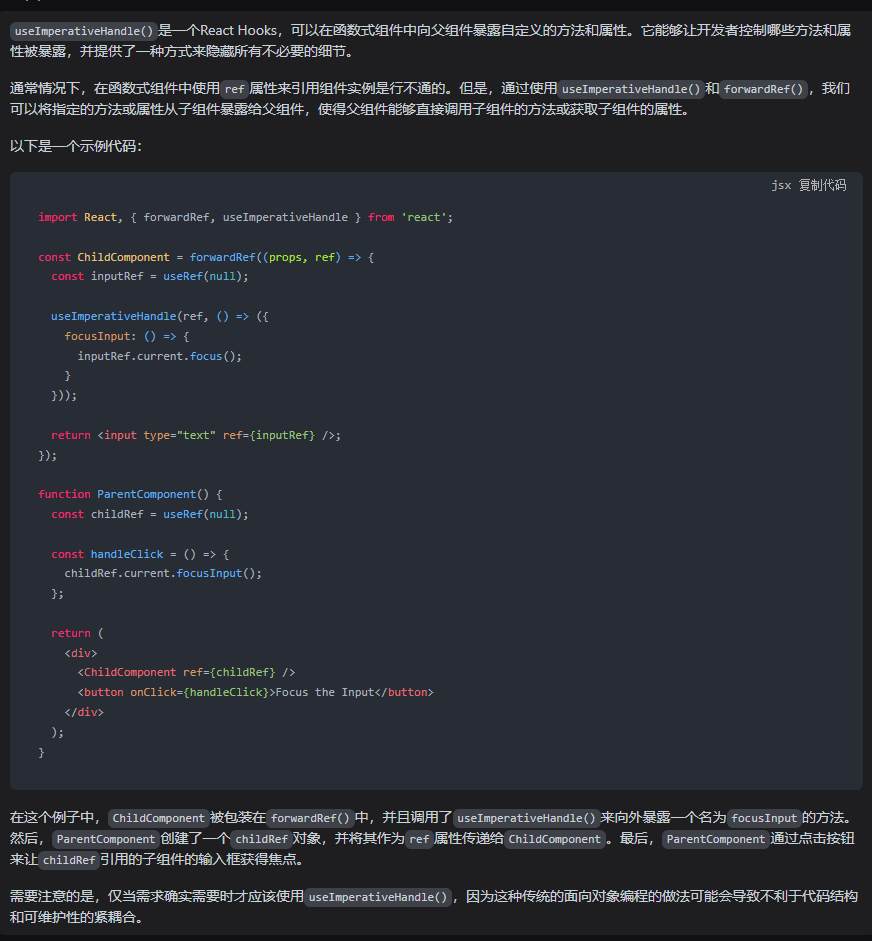 useImperativeHandle()是一个React Hooks，可以在函数式组件中向父组件暴露自定义的方法和属性。它能够让开发者控制哪些方法和属
性被暴露，并提供了一种方式来隐藏所有不必要的细节。
通常情况下，在函数式组件中使用ref属性来引用组件实例是行不通的。但是，通过使用useImperativeHandle()和forwardRef()，我们
可以将指定的方法或属性从子组件暴露给父组件，使得父组件能够直接调用子组件的方法或获取子组件的属性。
以下是一个示例代码：
jsx 复制代码
import React, { forwardRef, useImperativeHandle } from 'react';
const ChildComponent = forwardRef((props, ref) => {
  const inputRef = useRef(null);
  useImperativeHandle(ref, () => ({
    focusInput: () => {
      inputRef.current.focus();
    }
  }));
  return <input type="text" ref={inputRef} />;
});
function ParentComponent() {
  const childRef = useRef(null);
  const handleClick = () => {
    childRef.current.focusInput();
  };
  return (
    <div>
      <ChildComponent ref={childRef} />
      <button onClick={handleClick}>Focus the Input</button>
    </div>
  );
}
在这个例子中，ChildComponent被包装在forwardRef()中，并且调用了useImperativeHandle()来向外暴露一个名为focusInput的方法。
然后，ParentComponent创建了一个childRef对象，并将其作为ref属性传递给ChildComponent。最后，ParentComponent通过点击按钮
来让childRef引用的子组件的输入框获得焦点。
需要注意的是，仅当需求确实需要时才应该使用useImperativeHandle()，因为这种传统的面向对象编程的做法可能会导致不利于代码结构
和可维护性的紧耦合。